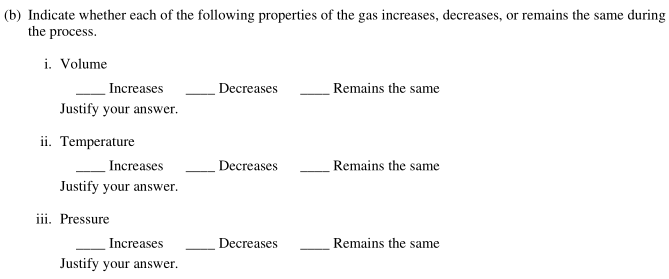 (b) Indicate whether each of the following properties of the gas increases, decreases, or remains the same during
the process.
i. Volume
____ Increases ____ Decreases ____ Remains the same
Justify your answer.
ii. Temperature
____ Increases ____ Decreases ____ Remains the same
Justify your answer.
iii. Pressure
____ Increases ____ Decreases ____ Remains the same
Justify your answer.